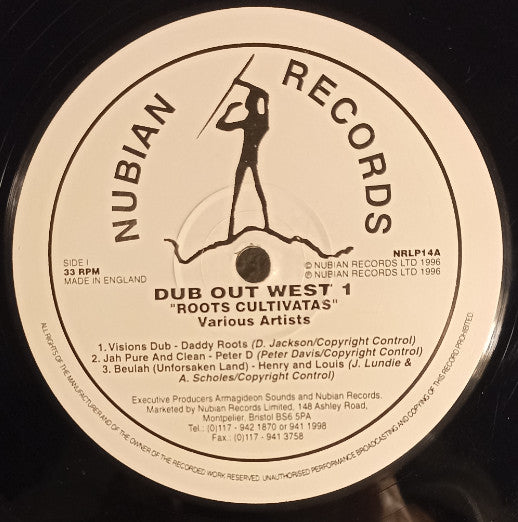 NUBIAN RECORDS
SIDE I
33 RPM
MADE IN ENGLAND
NRLP14A
© NUBIAN RECORDS LTD 1996
℗ NUBIAN RECORDS LTD 1996
DUB OUT WEST 1
"ROOTS CULTIVATAS"
Various Artists
1. Visions Dub - Daddy Roots (D. Jackson/Copyright Control)
2. Jah Pure And Clean - Peter D (Peter Davis/Copyright Control)
3. Beulah (Unforsaken Land) - Henry and Louis (J. Lundie &
A. Scholes/Copyright Control)
Executive Producers Armagideon Sounds and Nubian Records.
Marketed by Nubian Records Limited, 148 Ashley Road,
Montpelier, Bristol BS6 5PA
Tel.: (0)117 - 942 1870 or 941 1998
Fax.: (0)117 - 941 3758
ALL RIGHTS OF THE MANUFACTURER AND OF THE OWNER OF THE RECORDED WORK RESERVED. UNAUTHORISED PERFORMANCE BROADCASTING AND COPYING OF THIS RECORD PROHIBITED